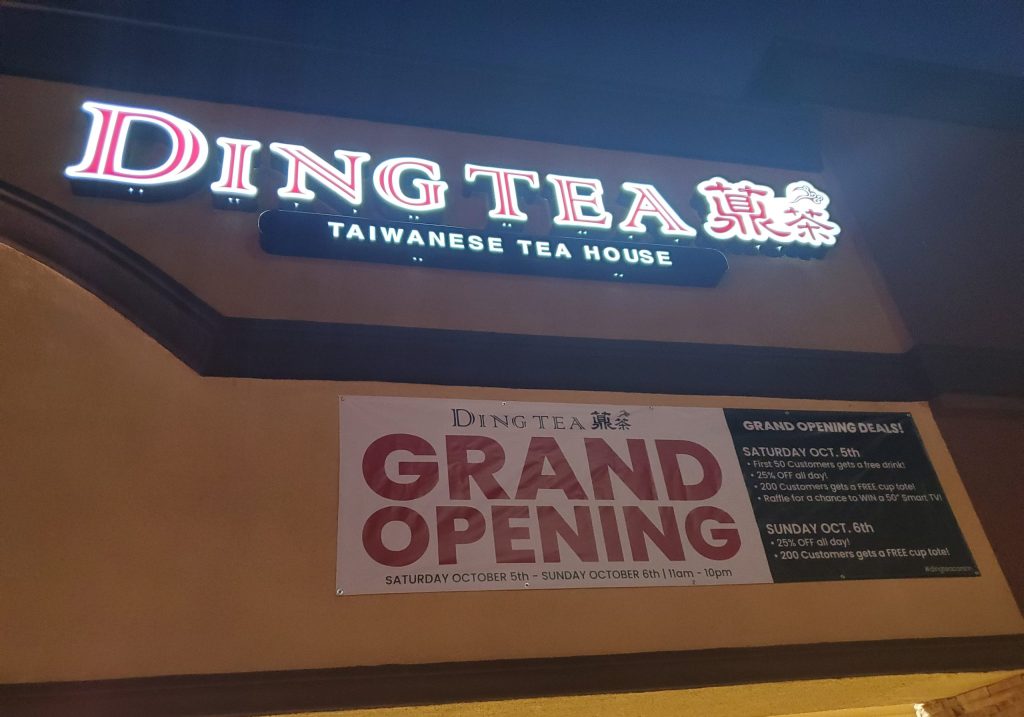 DING TEA 薡茶
TAIWANESE TEA HOUSE
DING TEA 薡茶
GRAND
OPENING
SATURDAY OCTOBER 5th - SUNDAY OCTOBER 6th | 11am - 10pm
GRAND OPENING DEALS!
SATURDAY OCT. 5th
• First 50 Customers gets a free drink!
• 25% OFF all day!
• 200 Customers gets a FREE cup tote!
• Raffle for a chance to WIN a 50" Smart TV!
SUNDAY OCT. 6th
• 25% OFF all day!
• 200 Customers gets a FREE cup tote!